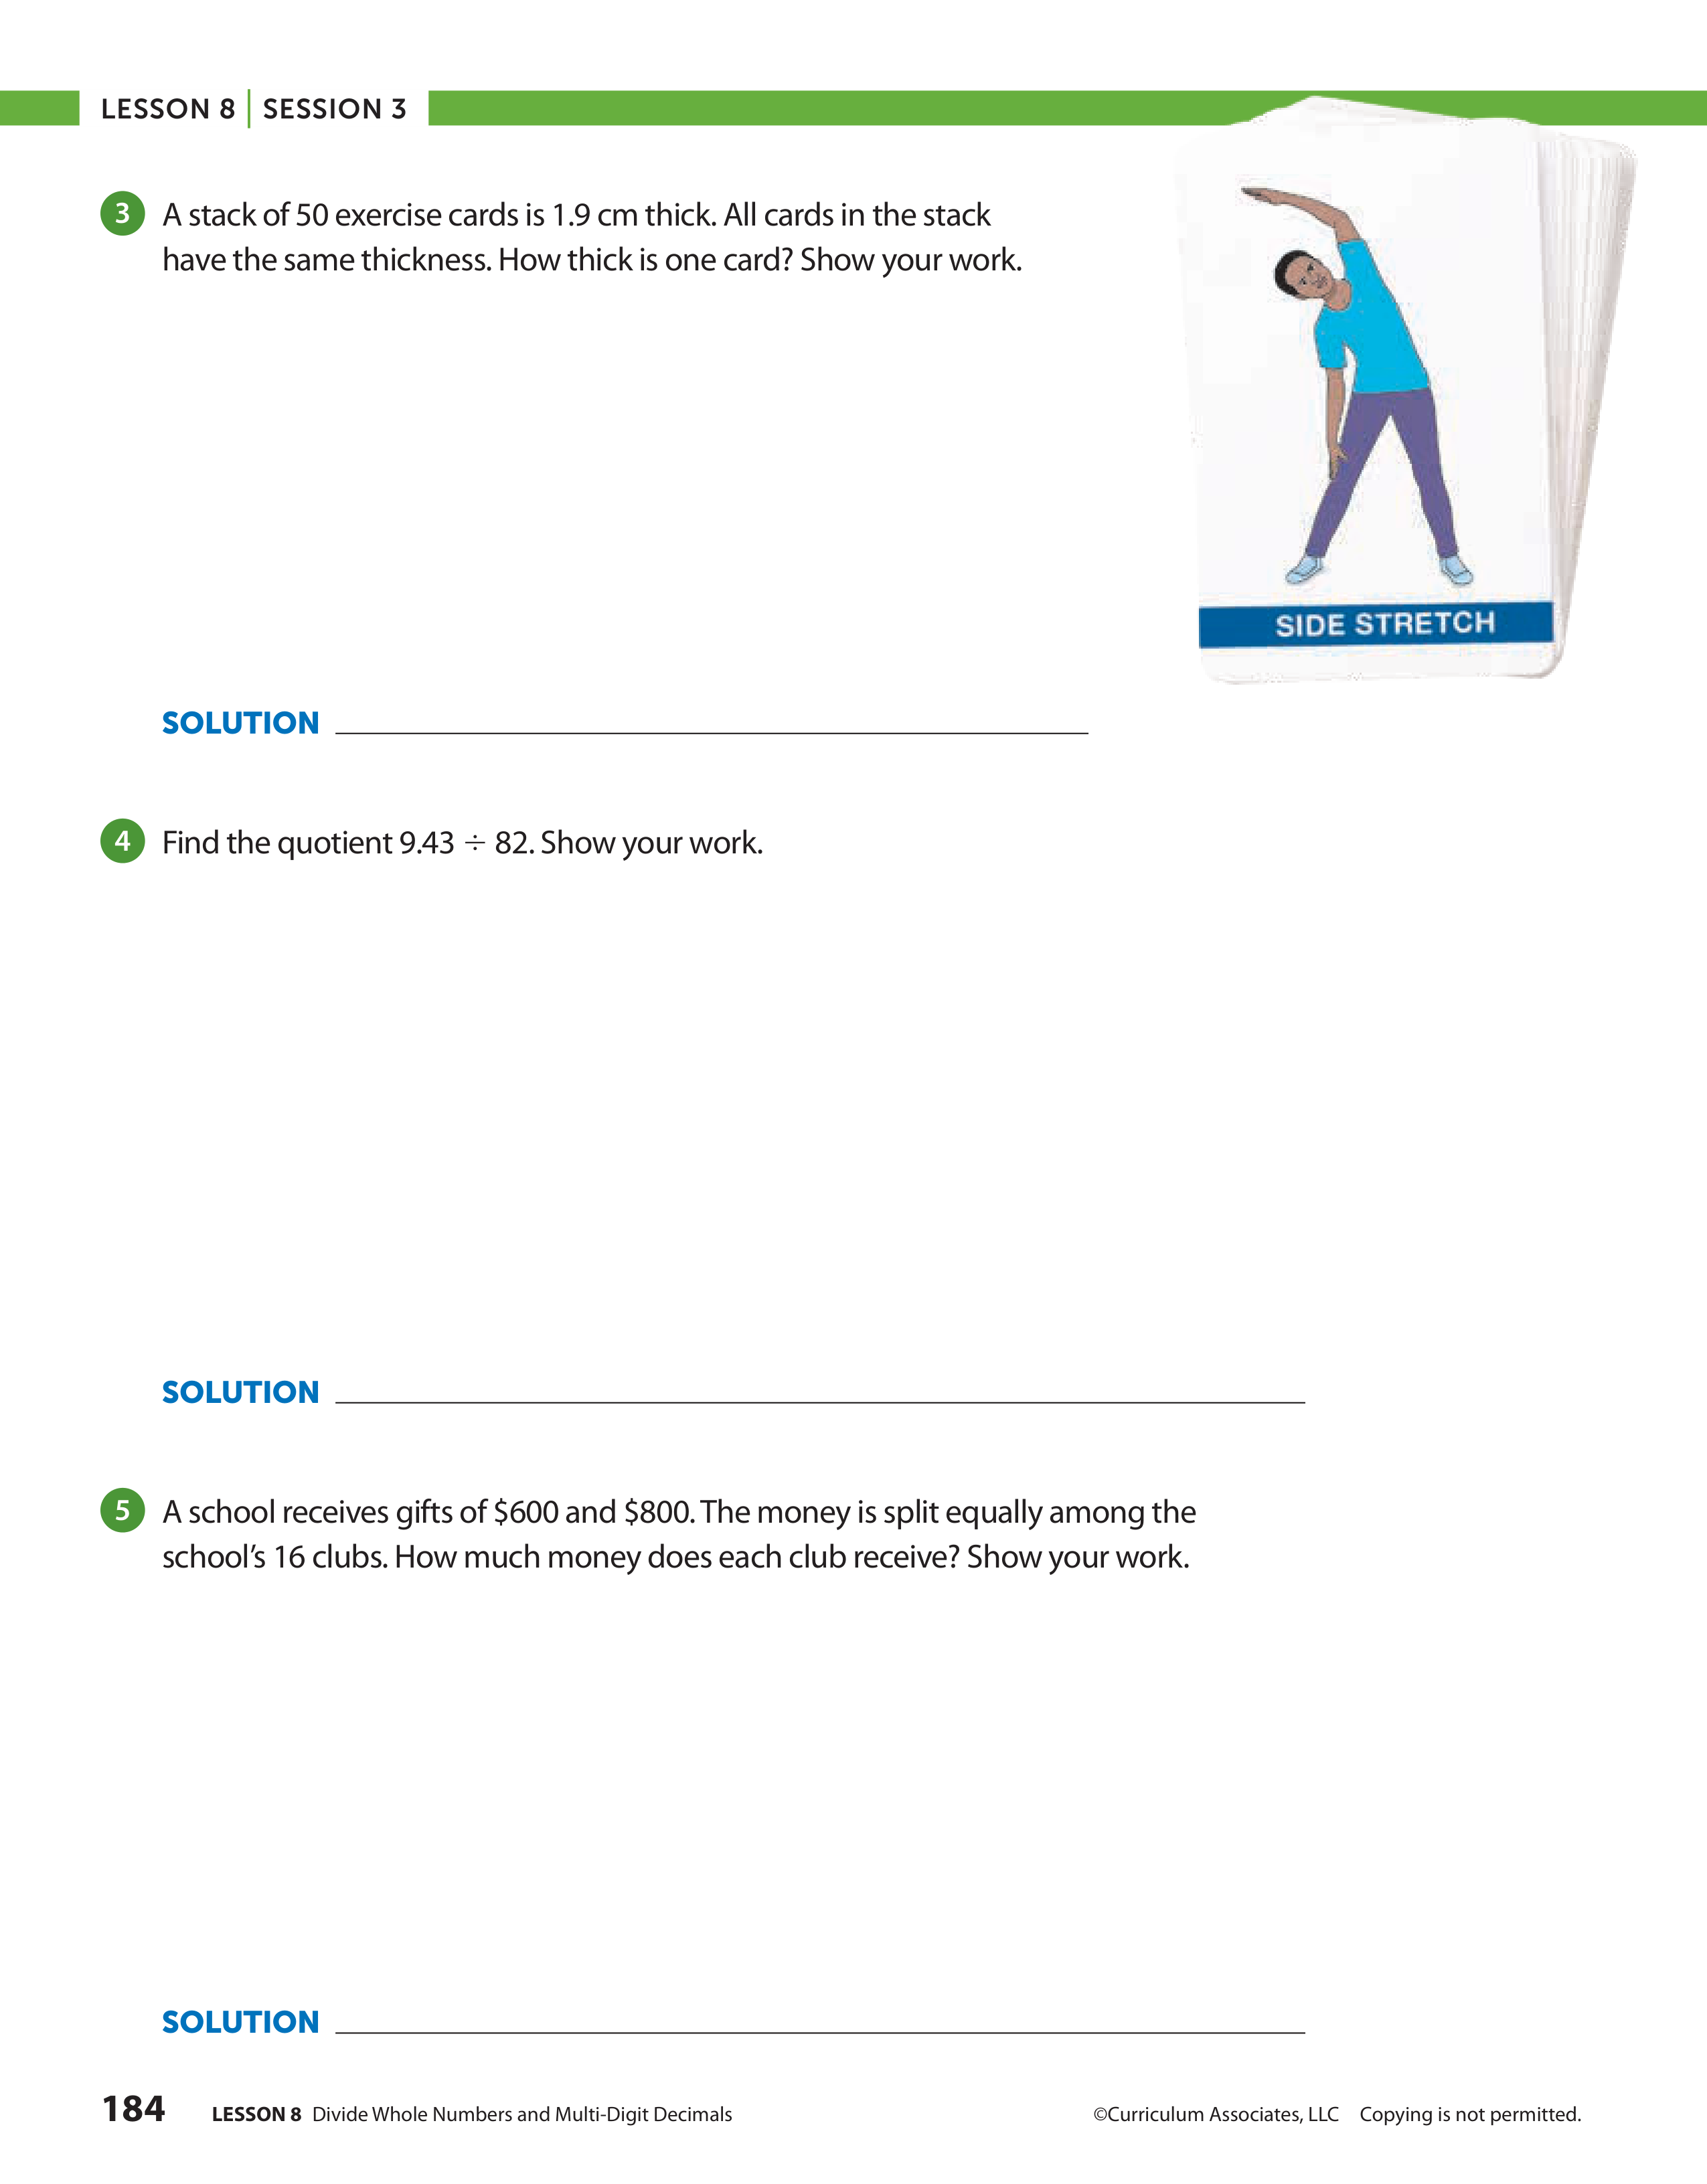 LESSON 8 | SESSION 3
3 A stack of 50 exercise cards is 1.9 cm thick. All cards in the stack
have the same thickness. How thick is one card? Show your work.
SIDE STRETCH
SOLUTION
4 Find the quotient 9.43 ÷ 82. Show your work.
SOLUTION
5 A school receives gifts of $600 and $800. The money is split equally among the
school’s 16 clubs. How much money does each club receive? Show your work.
SOLUTION
184 LESSON 8 Divide Whole Numbers and Multi-Digit Decimals ©Curriculum Associates, LLC Copying is not permitted.